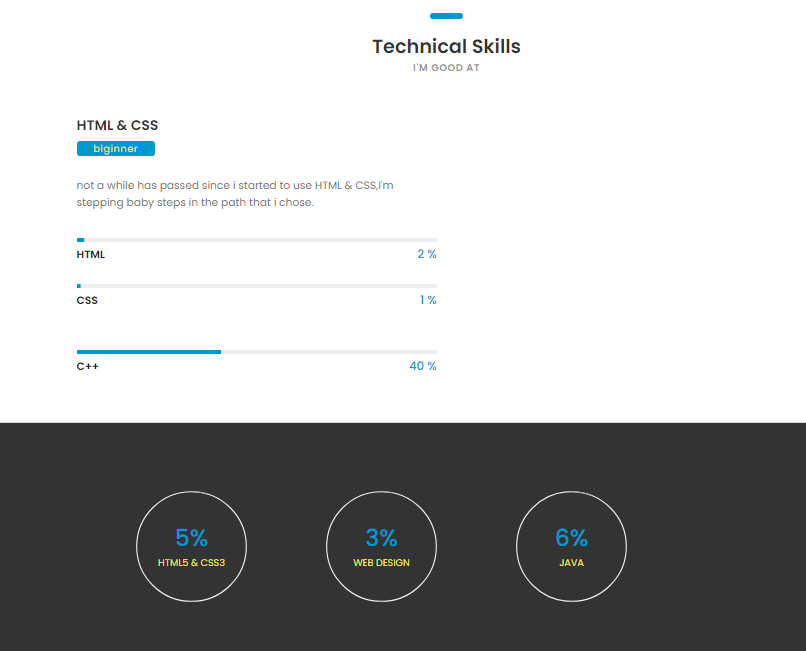 Technical Skills
I'M GOOD AT
HTML & CSS
biginner
not a while has passed since i started to use HTML & CSS,I'm
stepping baby steps in the path that i chose.
HTML 2 %
CSS 1 %
C++ 40 %
5% 3% 6%
HTML5 & CSS3 WEB DESIGN JAVA